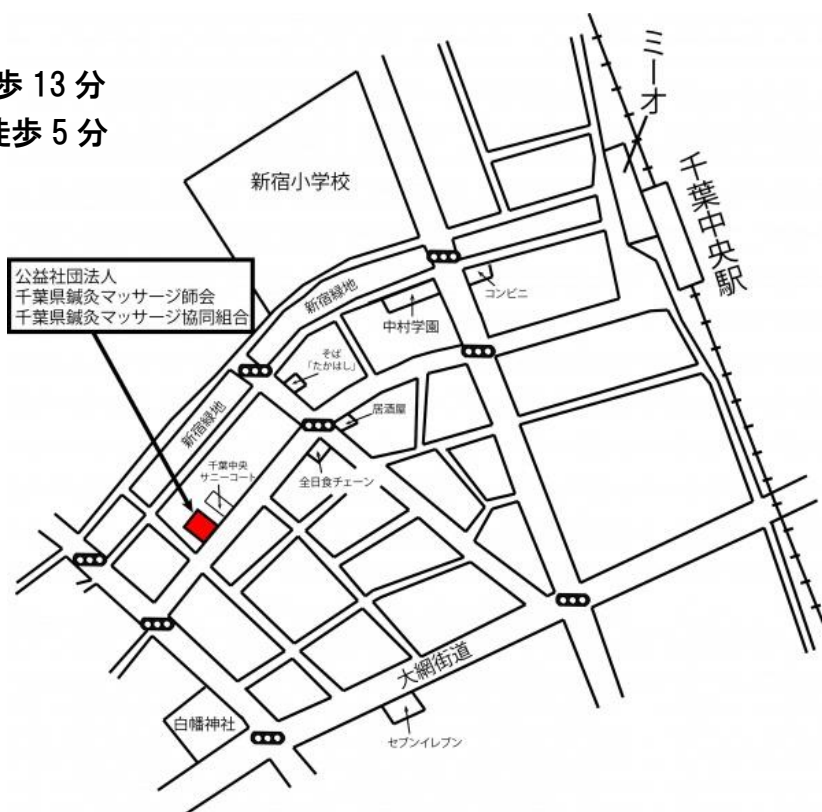 歩 13 分
徒歩 5 分
ミーオ
千葉中央駅
新宿小学校
公益社団法人
千葉県鍼灸マッサージ師会
千葉県鍼灸マッサージ協同組合
新宿緑地
コンビニ
中村学園
そば
「たかはし」
居酒屋
新宿緑地
千葉中央
サニーコート
全日食チェーン
大網街道
白幡神社
セブンイレブン